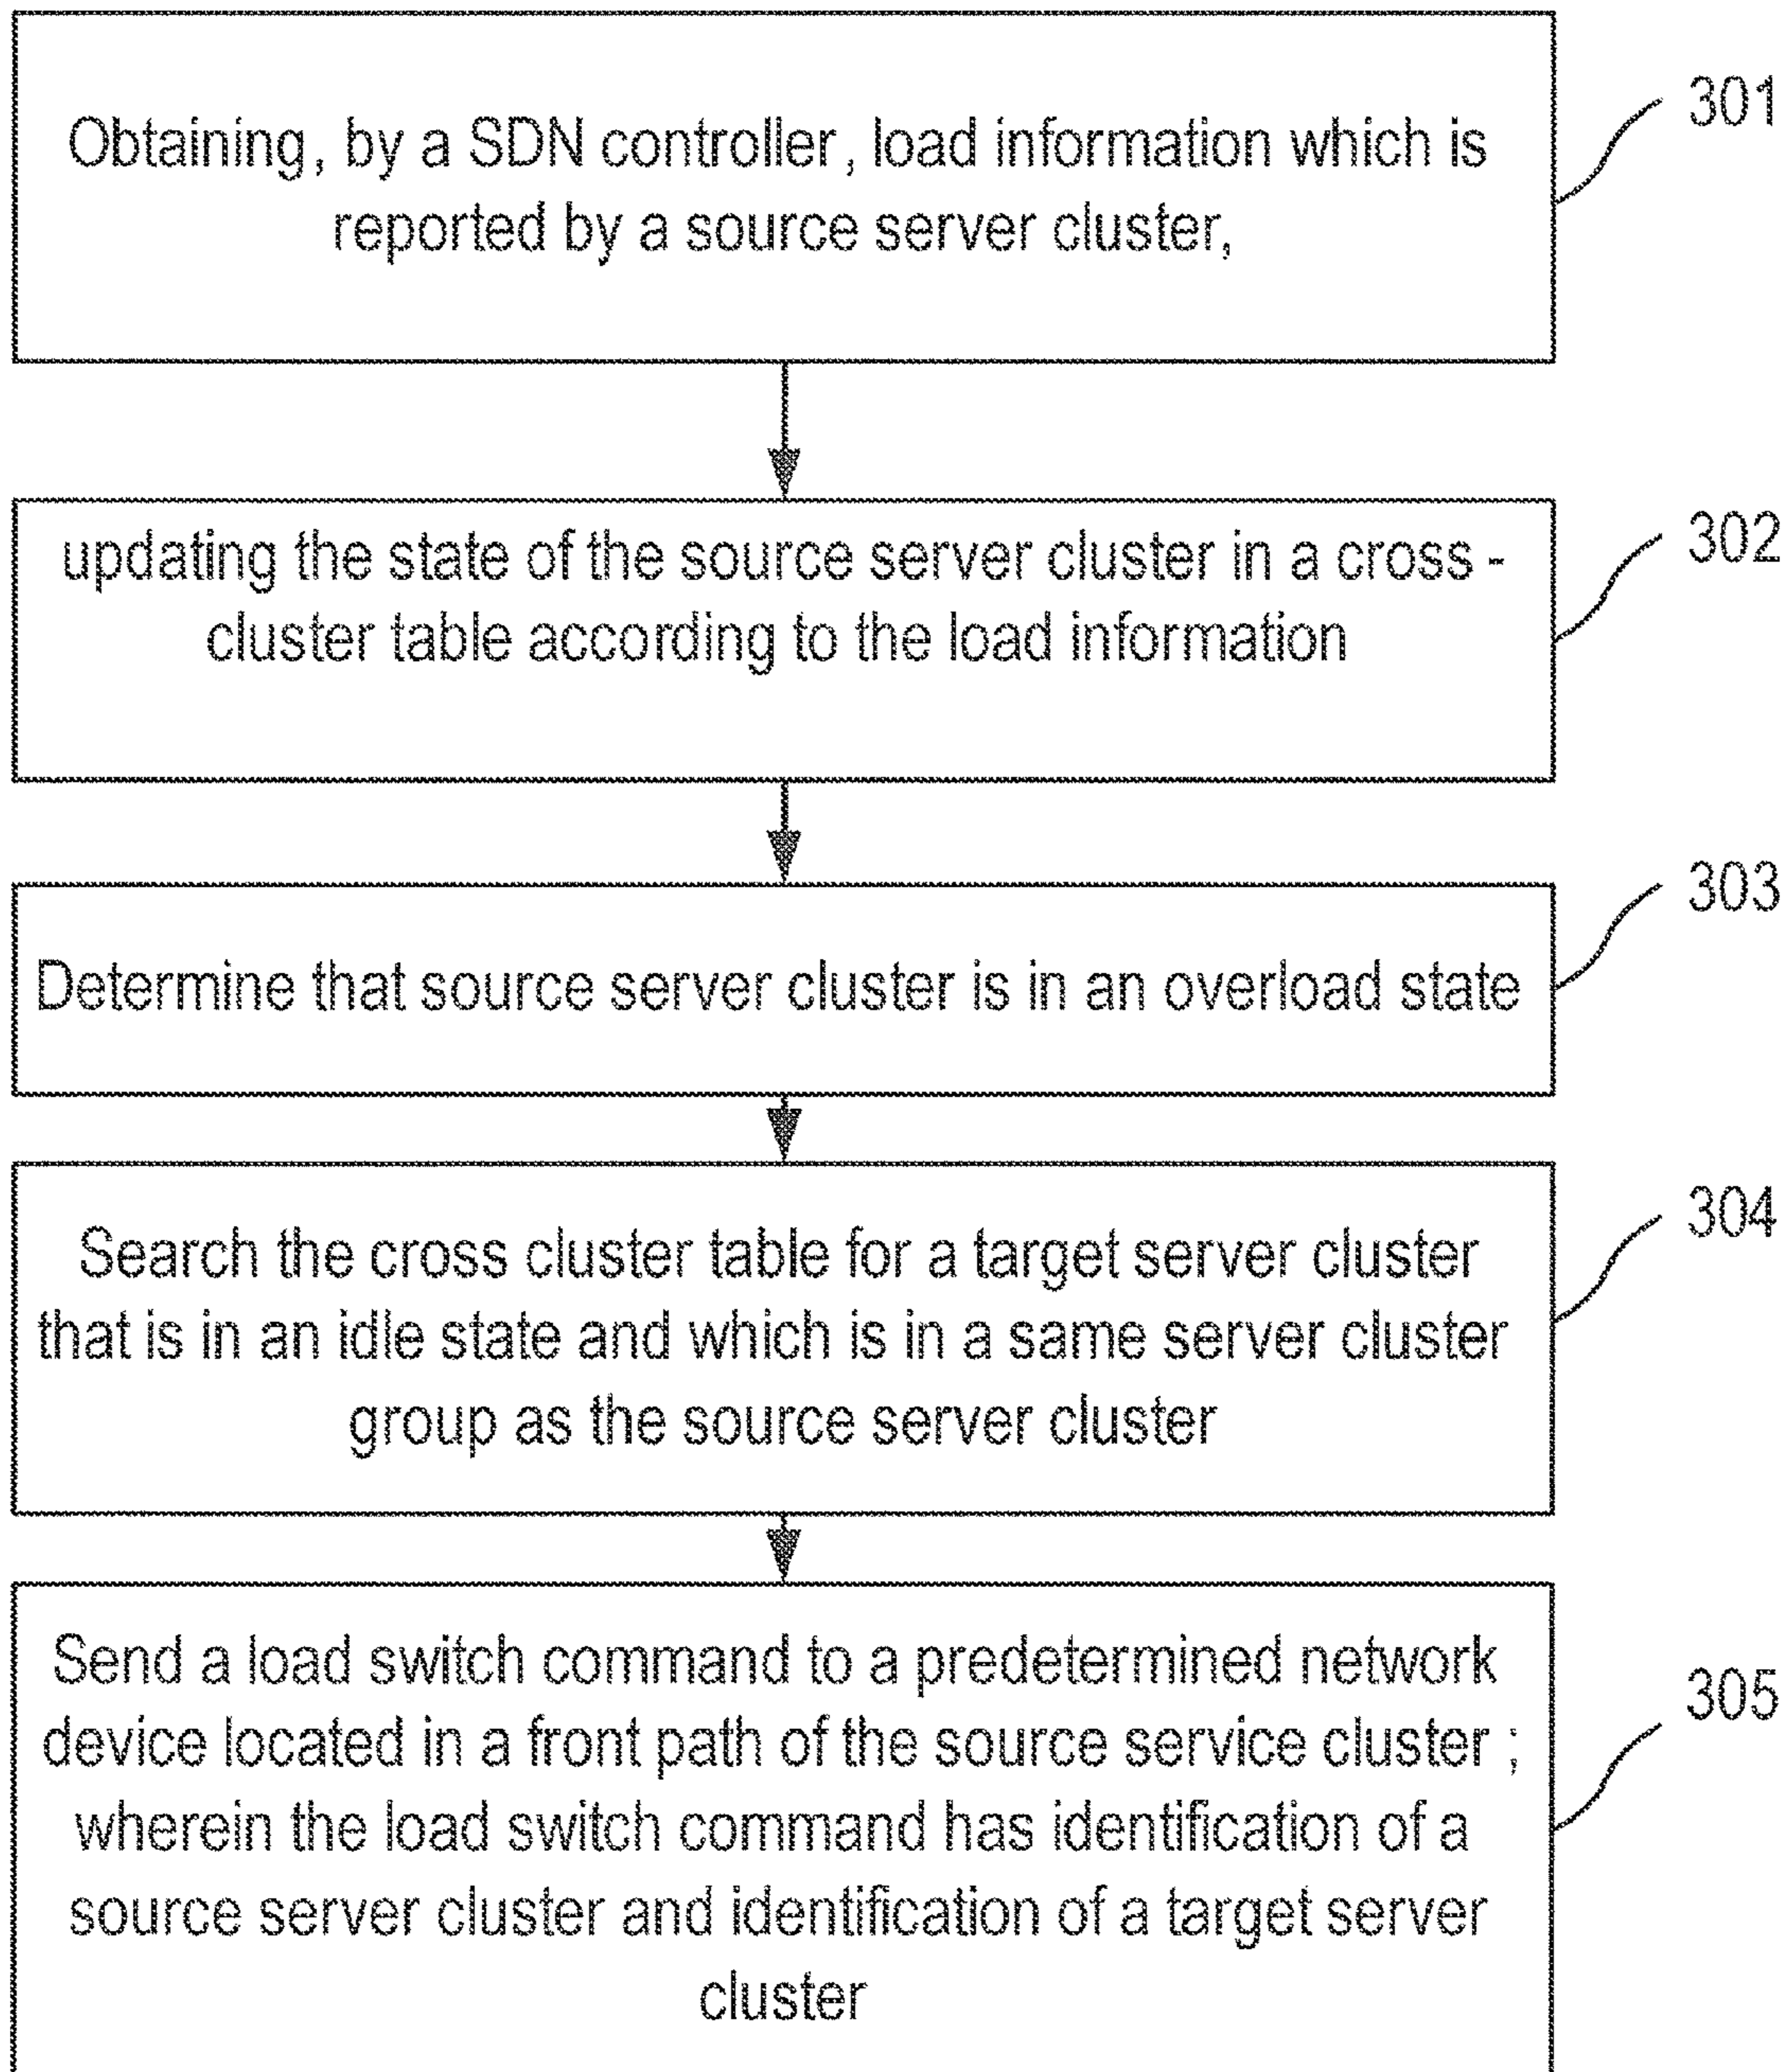 Obtaining, by a SDN controller, load information which is
reported by a source server cluster,
301
updating the state of the source server cluster in a cross -
cluster table according to the load information
302
Determine that source server cluster is in an overload state
303
Search the cross cluster table for a target server cluster
that is in an idle state and which is in a same server cluster
group as the source server cluster
304
Send a load switch command to a predetermined network
device located in a front path of the source service cluster ;
wherein the load switch command has identification of a
source server cluster and identification of a target server
cluster
305